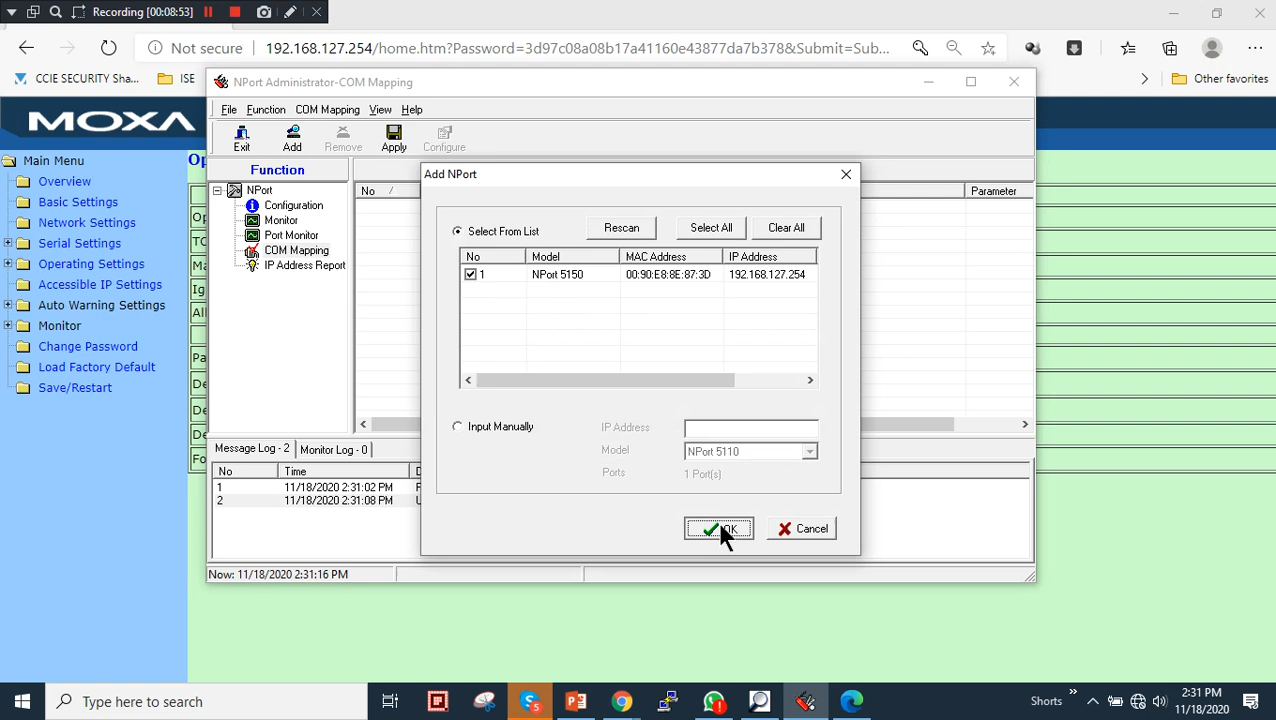 Recording [00:08:53]
Not secure 192.168.127.254/home.htm?Password=3d97c08a08b17a41160e43877da7b378&Submit=Sub...
CCIE SECURITY Sha...
ISE
Other favorites
MOXA
Main Menu
Overview
Basic Settings
Network Settings
Serial Settings
Operating Settings
Accessible IP Settings
Auto Warning Settings
Monitor
Change Password
Load Factory Default
Save/Restart
NPort Administrator-COM Mapping
File Function COM Mapping View Help
Exit Add Remove Apply Configure
Function
NPort
Configuration
Monitor
Port Monitor
COM Mapping
IP Address Report
No / Parameter
Add NPort
Select From List Rescan Select All Clear All
No Model MAC Address IP Address
1 NPort 5150 00:90:E8:8E:87:3D 192.168.127.254
Input Manually IP Address
Model NPort 5110
Ports 1 Port(s)
OK Cancel
Message Log - 2 Monitor Log - 0
No Time
1 11/18/2020 2:31:02 PM
2 11/18/2020 2:31:08 PM
Now: 11/18/2020 2:31:16 PM
Type here to search
Shorts
2:31 PM
11/18/2020